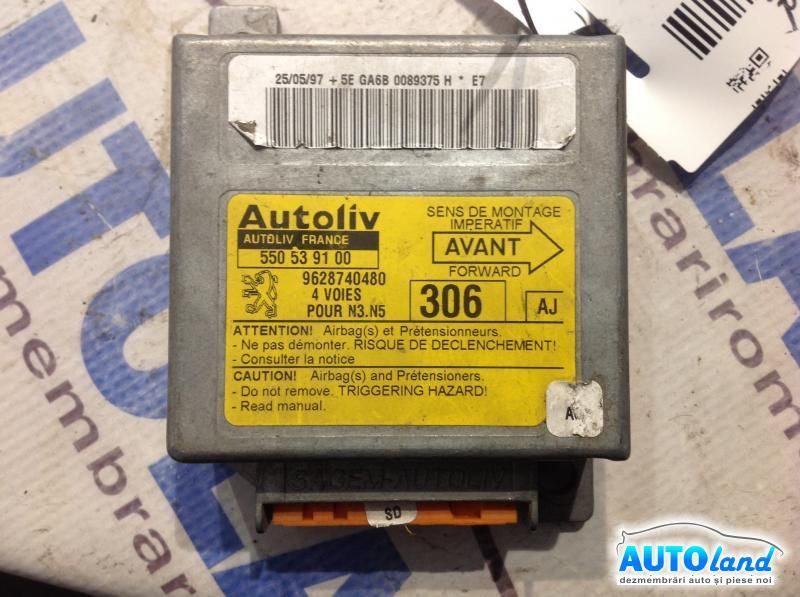 25/05/97 + 5E GA6B 0089375 H * E7
Autoliv
AUTOLIV FRANCE
550 53 91 00
9628740480
4 VOIES
POUR N3.N5
SENS DE MONTAGE
IMPERATIF
AVANT
FORWARD
306
AJ
ATTENTION! Airbag(s) et Prétensionneurs.
- Ne pas démonter. RISQUE DE DECLENCHEMENT!
- Consulter la notice
CAUTION! Airbag(s) and Prétensioners.
- Do not remove. TRIGGERING HAZARD!
- Read manual.
SAGEM-AUTOLIV
SD
AUTOland
dezmembrări auto și piese noi